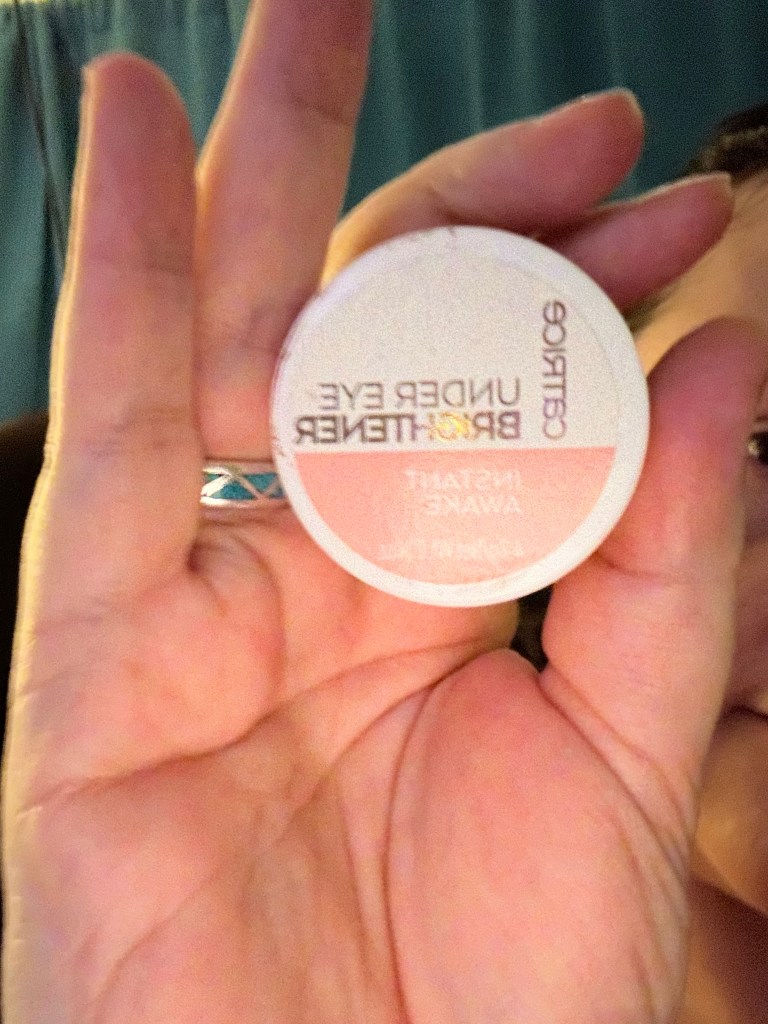 CATRICE
UNDER EYE
BRIGHTENER
INSTANT
AWAKE